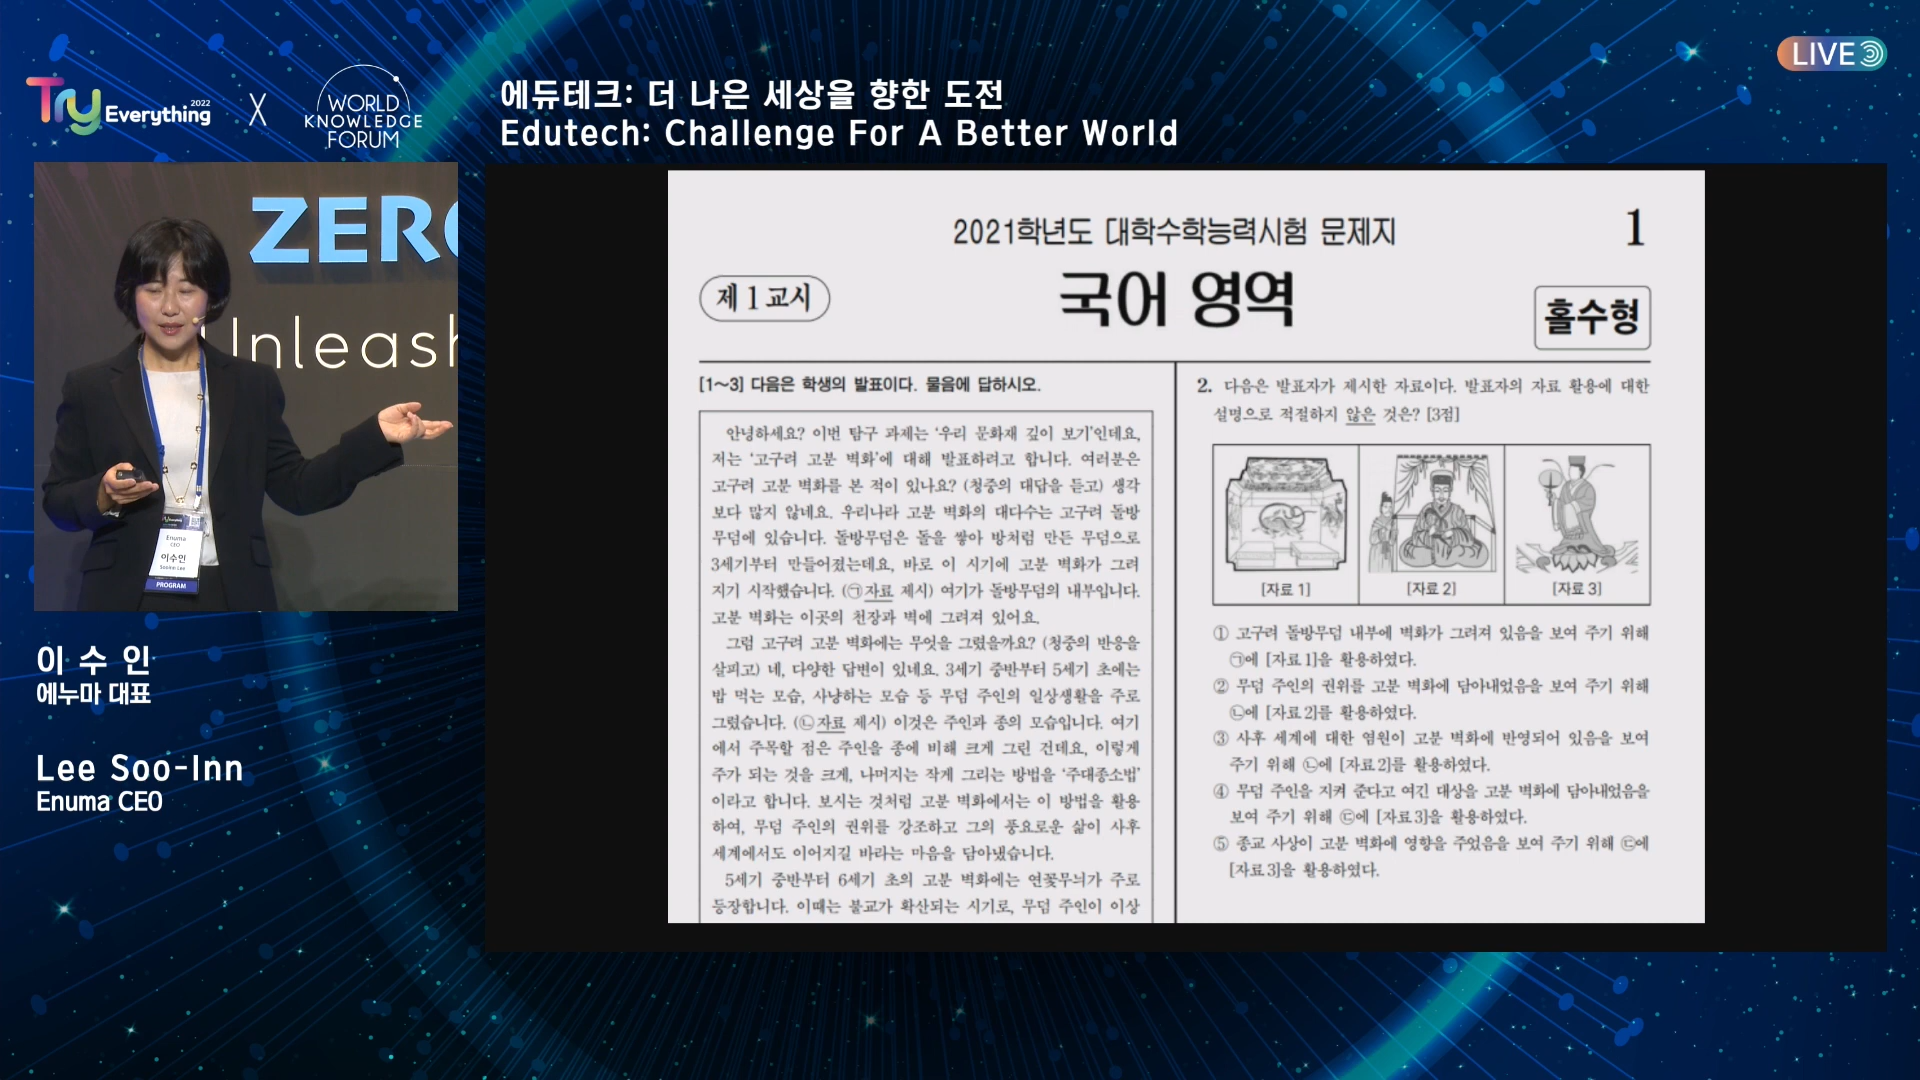 Try Everything 2022
X
WORLD
KNOWLEDGE
FORUM
에듀테크: 더 나은 세상을 향한 도전
Edutech: Challenge For A Better World
LIVE
ZERO
Unleash
Enuma
CEO
이수인
SooInn Lee
PROGRAM
이 수 인
에누마 대표
Lee Soo-Inn
Enuma CEO
2021학년도 대학수학능력시험 문제지
1
제 1 교시
국어 영역
홀수형
[1~3] 다음은 학생의 발표이다. 물음에 답하시오.
안녕하세요? 이번 탐구 과제는 ‘우리 문화재 깊이 보기’인데요,
저는 ‘고구려 고분 벽화’에 대해 발표하려고 합니다. 여러분은
고구려 고분 벽화를 본 적이 있나요? (청중의 대답을 듣고) 생각
보다 많지 않네요. 우리나라 고분 벽화의 대다수는 고구려 돌방
무덤에 있습니다. 돌방무덤은 돌을 쌓아 방처럼 만든 무덤으로
3세기부터 만들어졌는데요, 바로 이 시기에 고분 벽화가 그려
지기 시작했습니다. (㉠자료 제시) 여기가 돌방무덤의 내부입니다.
고분 벽화는 이곳의 천장과 벽에 그려져 있어요.
그럼 고구려 고분 벽화에는 무엇을 그렸을까요? (청중의 반응을
살피고) 네, 다양한 답변이 있네요. 3세기 중반부터 5세기 초에는
밥 먹는 모습, 사냥하는 모습 등 무덤 주인의 일상생활을 주로
그렸습니다. (㉡자료 제시) 이것은 주인과 종의 모습입니다. 여기
에서 주목할 점은 주인을 종에 비해 크게 그린 건데요, 이렇게
주가 되는 것을 크게, 나머지는 작게 그리는 방법을 ‘주대종소법’
이라고 합니다. 보시는 것처럼 고분 벽화에서는 이 방법을 활용
하여, 무덤 주인의 권위를 강조하고 그의 풍요로운 삶이 사후
세계에서도 이어지길 바라는 마음을 담아냈습니다.
5세기 중반부터 6세기 초의 고분 벽화에는 연꽃무늬가 주로
등장합니다. 이때는 불교가 확산되는 시기로, 무덤 주인이 이상
2. 다음은 발표자가 제시한 자료이다. 발표자의 자료 활용에 대한
설명으로 적절하지 않은 것은? [3점]
[자료 1] [자료 2] [자료 3]
① 고구려 돌방무덤 내부에 벽화가 그려져 있음을 보여 주기 위해
㉠에 [자료 1]을 활용하였다.
② 무덤 주인의 권위를 고분 벽화에 담아내었음을 보여 주기 위해
㉡에 [자료 2]를 활용하였다.
③ 사후 세계에 대한 염원이 고분 벽화에 반영되어 있음을 보여
주기 위해 ㉡에 [자료 2]를 활용하였다.
④ 무덤 주인을 지켜 준다고 여긴 대상을 고분 벽화에 담아내었음을
보여 주기 위해 ㉢에 [자료 3]을 활용하였다.
⑤ 종교 사상이 고분 벽화에 영향을 주었음을 보여 주기 위해 ㉢에
[자료 3]을 활용하였다.